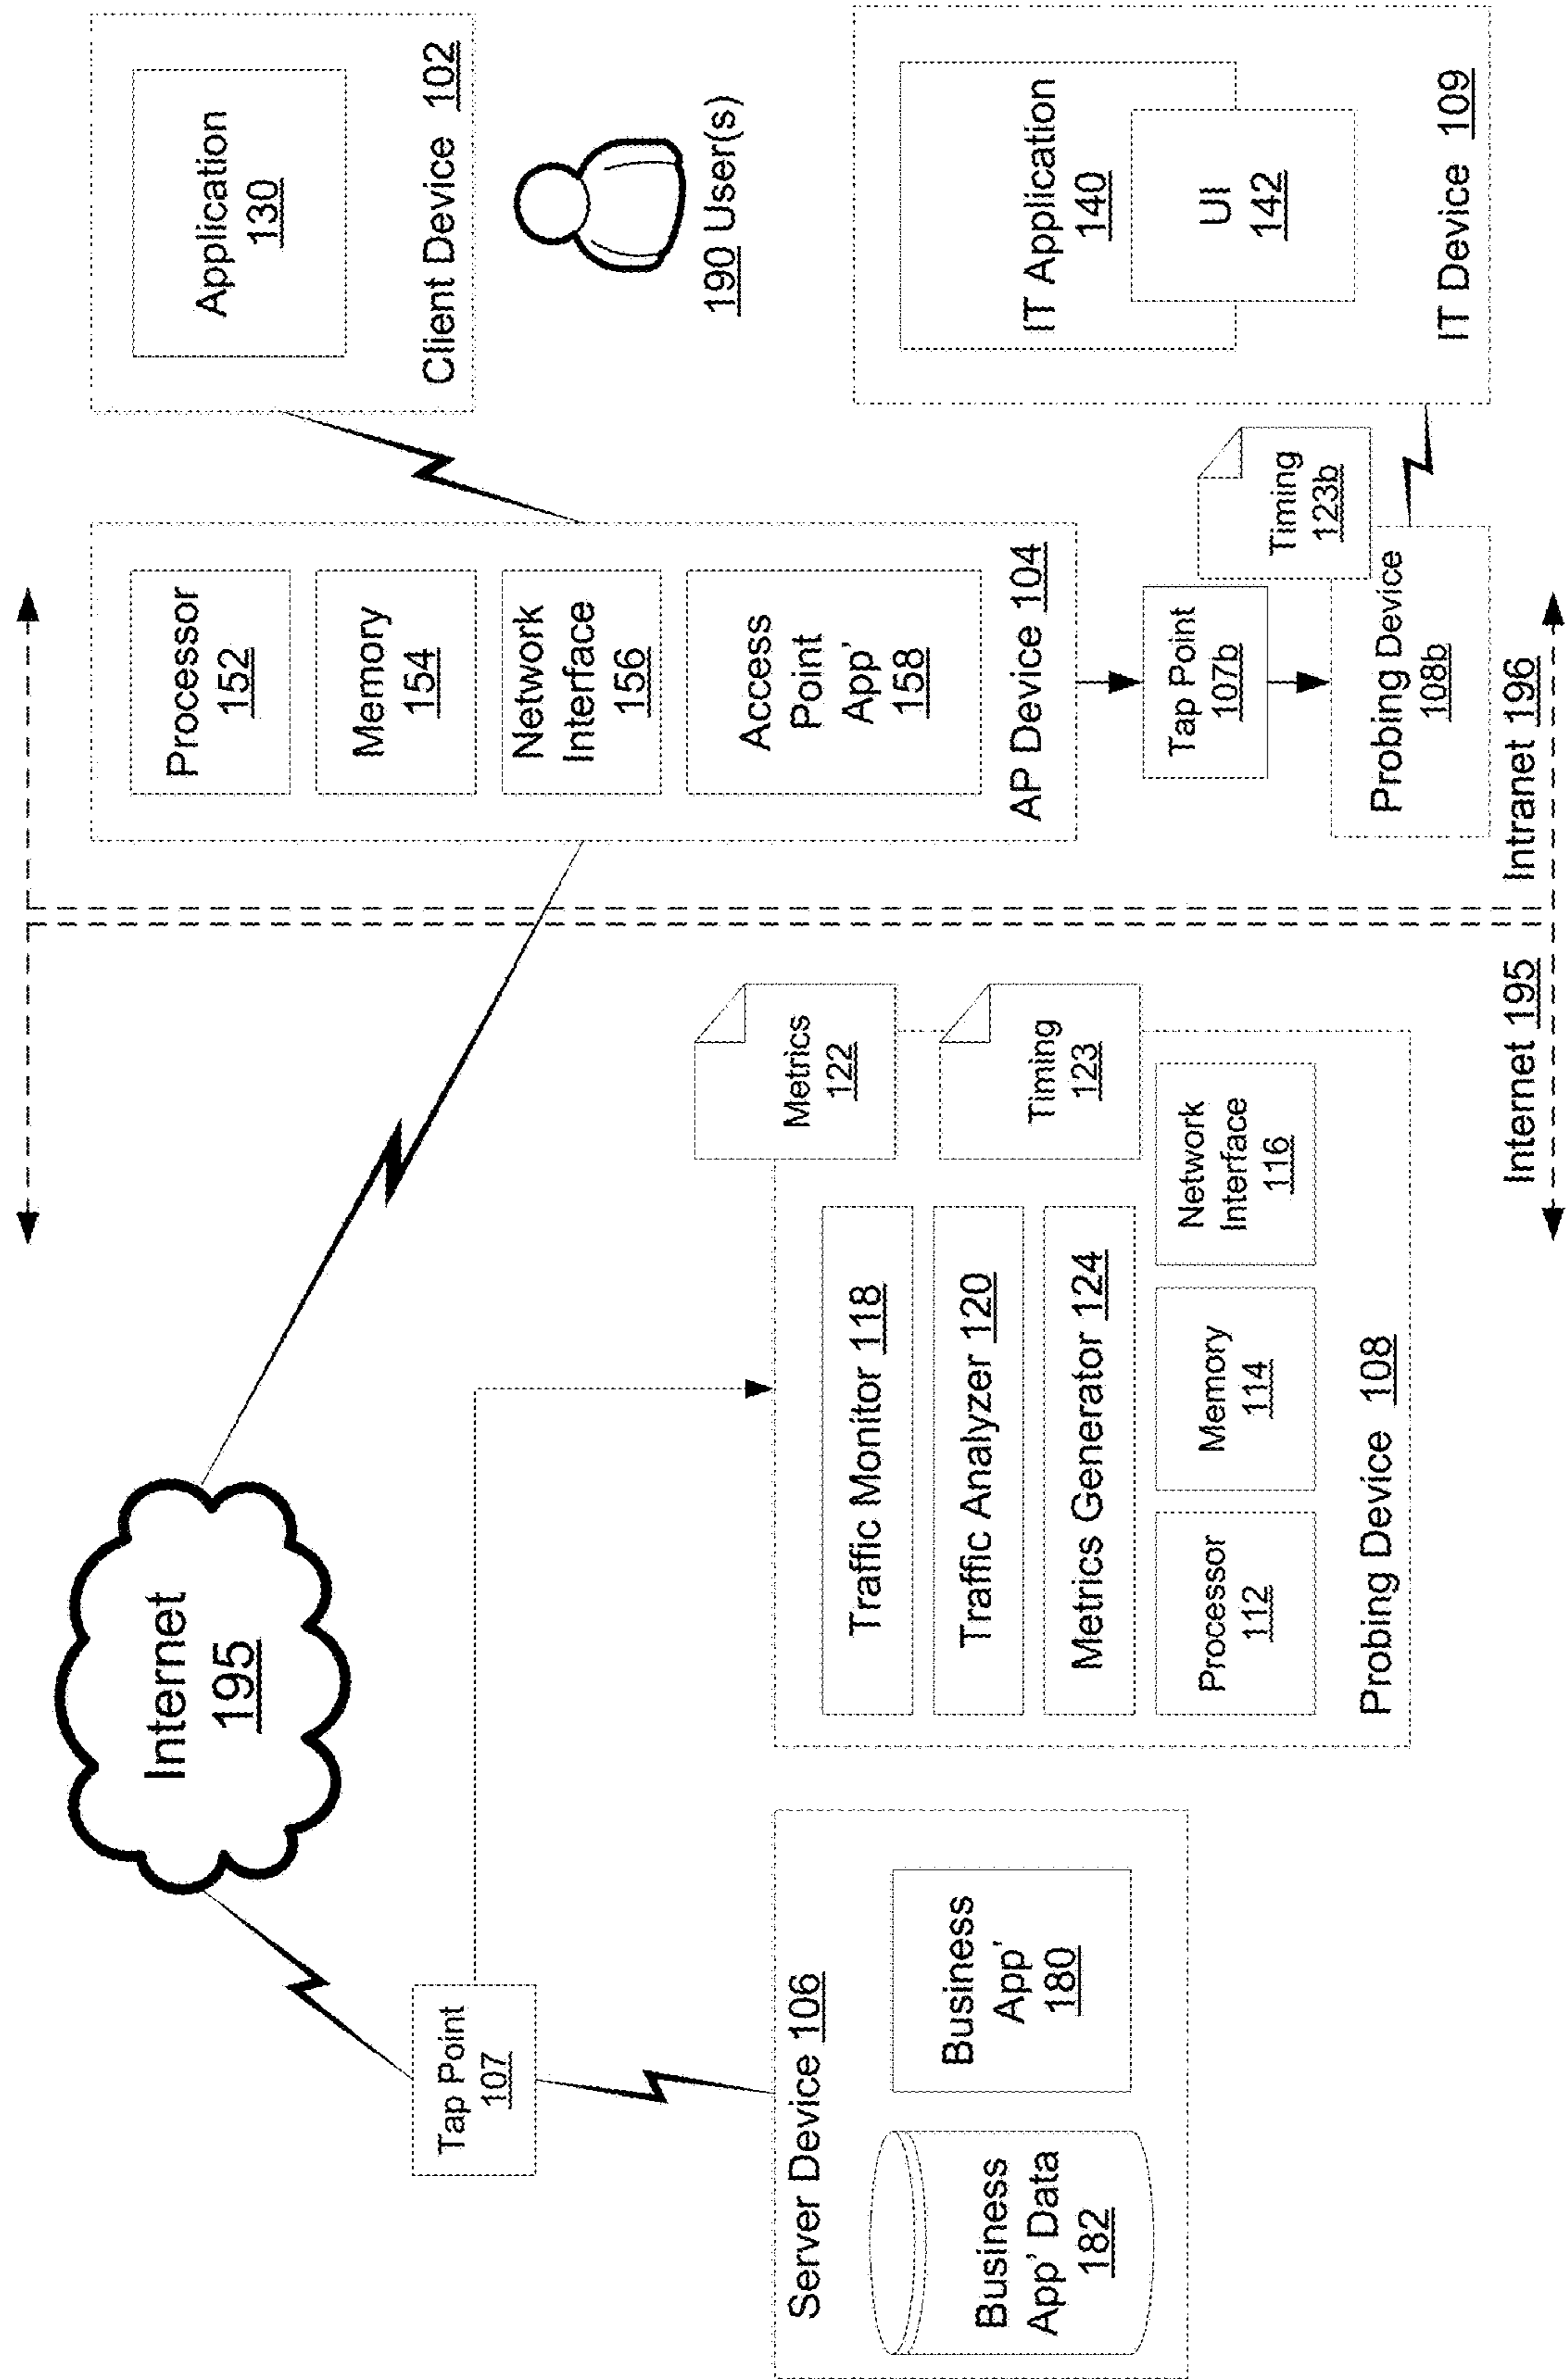 Internet
195
Tap Point
107
Server Device 106
Business
App' Data
182
Business
App'
180
Traffic Monitor 118
Traffic Analyzer 120
Metrics Generator 124
Processor
112
Memory
114
Network
Interface
116
Probing Device 108
Metrics
122
Timing
123
Internet 195
Intranet 196
Processor
152
Memory
154
Network
Interface
156
Access
Point
App'
158
AP Device 104
Tap Point
107b
Timing
123b
Probing Device
108b
Application
130
Client Device 102
190 User(s)
IT Application
140
UI
142
IT Device 109